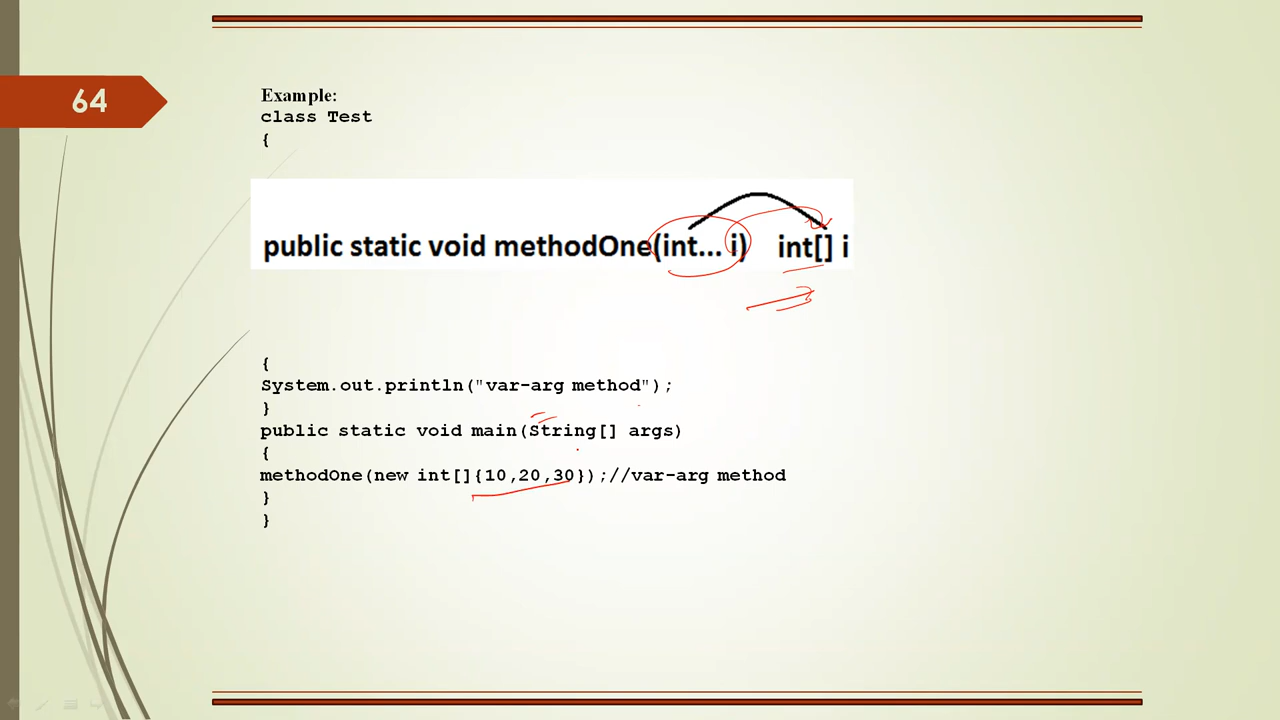 64
Example:
class Test
{
public static void methodOne(int... i) int[] i
{
System.out.println("var-arg method");
}
public static void main(String[] args)
{
methodOne(new int[]{10,20,30});//var-arg method
}
}